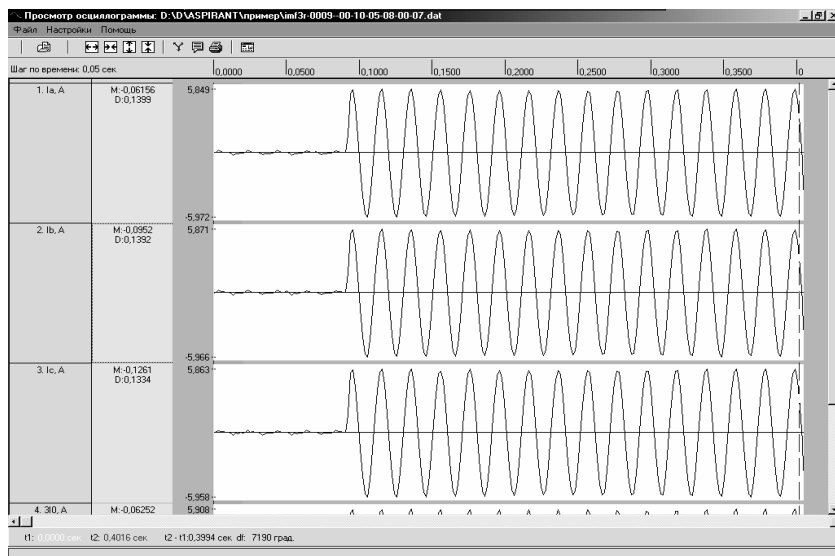 Просмотр осциллограммы: D:\D\ASPIRANT\пример\imf3r-0009--00-10-05-08-00-07.dat
Файл Настройки Помощь
Шаг по времени: 0,05 сек 0,0000 0,0500 0,1000 0,1500 0,2000 0,2500 0,3000 0,3500 0
1. Ia, A M:-0,06156 5,849
D:0,1399
-5,972
2. Ib, A M:-0,0952 5,871
D:0,1392
-5,966
3. Ic, A M:-0,1261 5,863
D:0,1334
-5,958
4. 3I0, A M:-0,06252 5,908
t1: 0,0000 сек t2: 0,4016 сек t2 - t1:0,3994 сек df: 7190 град.